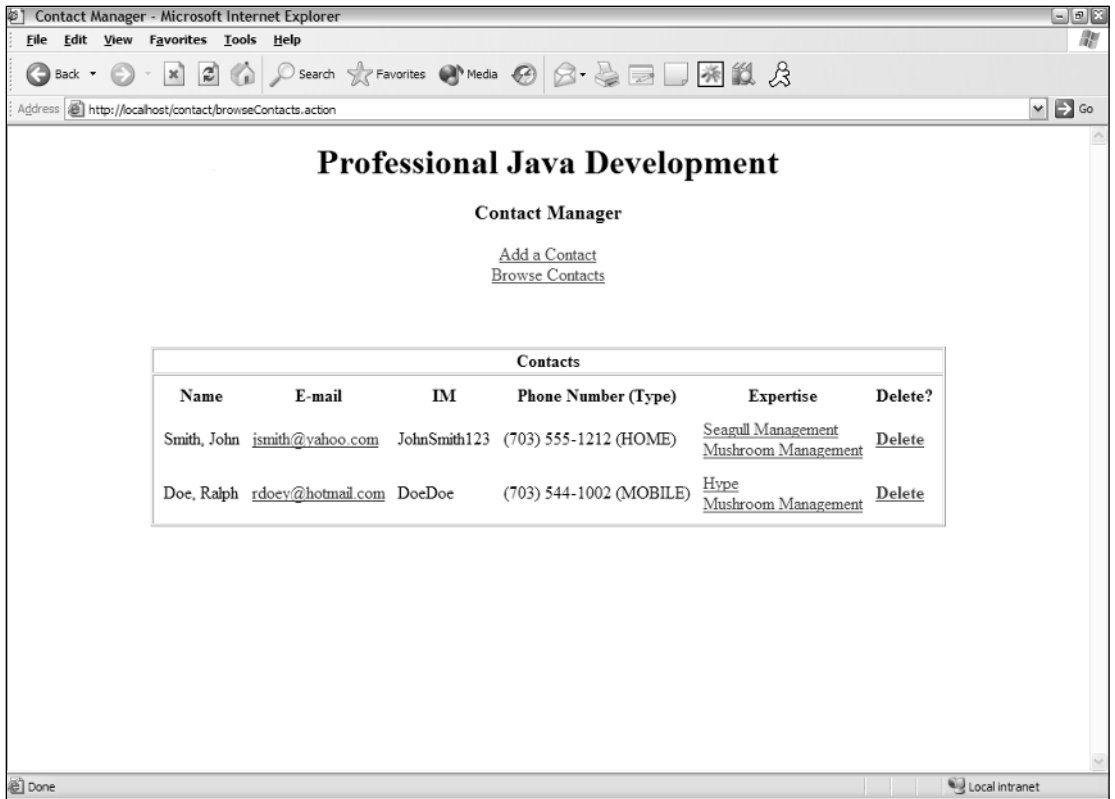 Contact Manager - Microsoft Internet Explorer
File Edit View Favorites Tools Help
Back Search Favorites Media
Address http://localhost/contact/browseContacts.action Go
Professional Java Development
Contact Manager
Add a Contact
Browse Contacts
Contacts
Name E-mail IM Phone Number (Type) Expertise Delete?
Smith, John jsmith@yahoo.com JohnSmith123 (703) 555-1212 (HOME) Seagull Management Delete
Mushroom Management
Doe, Ralph rdoey@hotmail.com DoeDoe (703) 544-1002 (MOBILE) Hype Delete
Mushroom Management
Done Local intranet